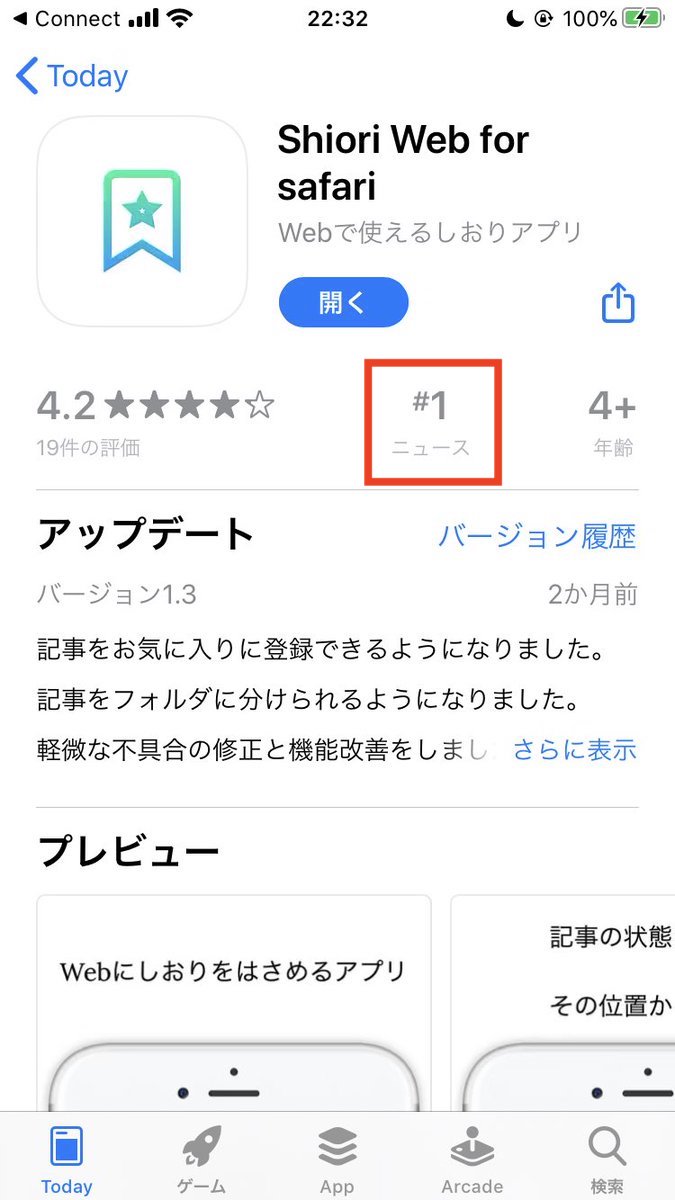 Connect 22:32 100%
Today
Shiori Web for
safari
Webで使えるしおりアプリ
開く
4.2 #1 4+
19件の評価 ニュース 年齢
アップデート バージョン履歴
バージョン1.3 2か月前
記事をお気に入りに登録できるようになりました。
記事をフォルダに分けられるようになりました。
軽微な不具合の修正と機能改善をしまし さらに表示
プレビュー
Webにしおりをはさめるアプリ
記事の状態
その位置か
Today ゲーム App Arcade 検索